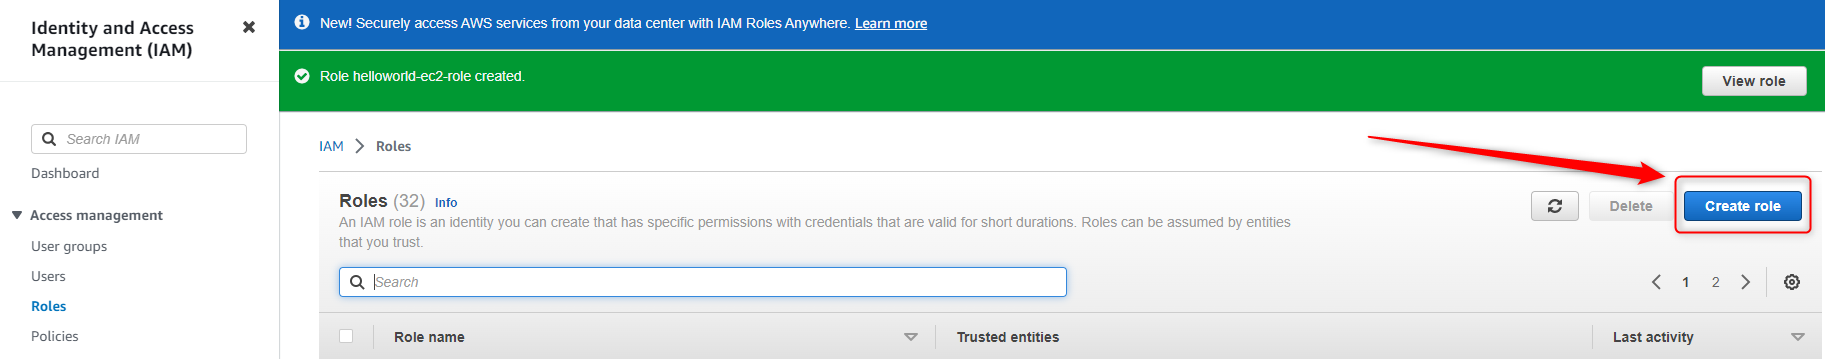 Identity and Access
Management (IAM)
Search IAM
Dashboard
Access management
User groups
Users
Roles
Policies
New! Securely access AWS services from your data center with IAM Roles Anywhere. Learn more
Role helloworld-ec2-role created.
View role
IAM > Roles
Roles (32) Info
An IAM role is an identity you can create that has specific permissions with credentials that are valid for short durations. Roles can be assumed by entities
that you trust.
Delete
Create role
Search
1 2
Role name Trusted entities Last activity